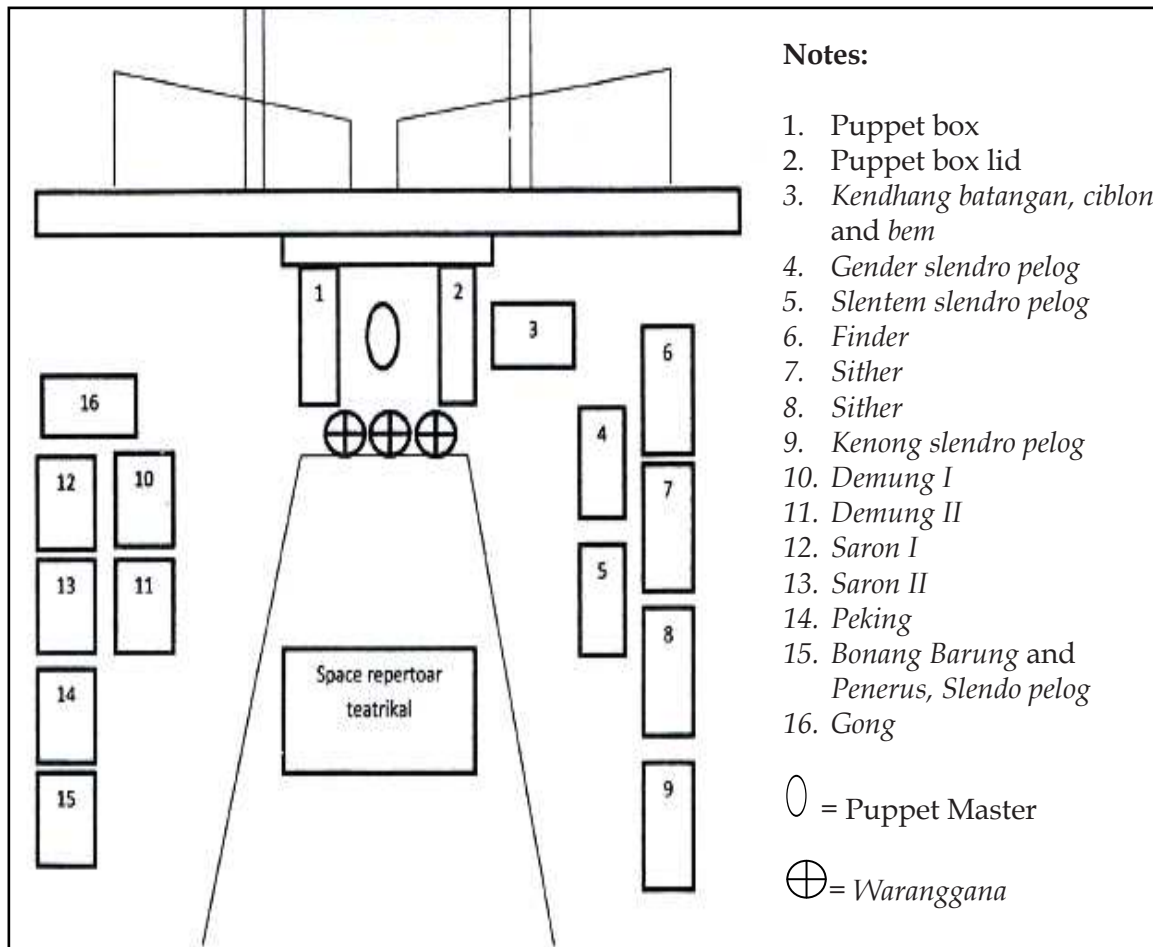 1
2
3
6
16
4
12
10
7
13
11
5
8
Space repertoar
teatrikal
14
15
9
Notes:
1. Puppet box
2. Puppet box lid
3. Kendhang batangan, ciblon
and bem
4. Gender slendro pelog
5. Slentem slendro pelog
6. Finder
7. Sither
8. Sither
9. Kenong slendro pelog
10. Demung I
11. Demung II
12. Saron I
13. Saron II
14. Peking
15. Bonang Barung and
Penerus, Slendo pelog
16. Gong
= Puppet Master
= Waranggana